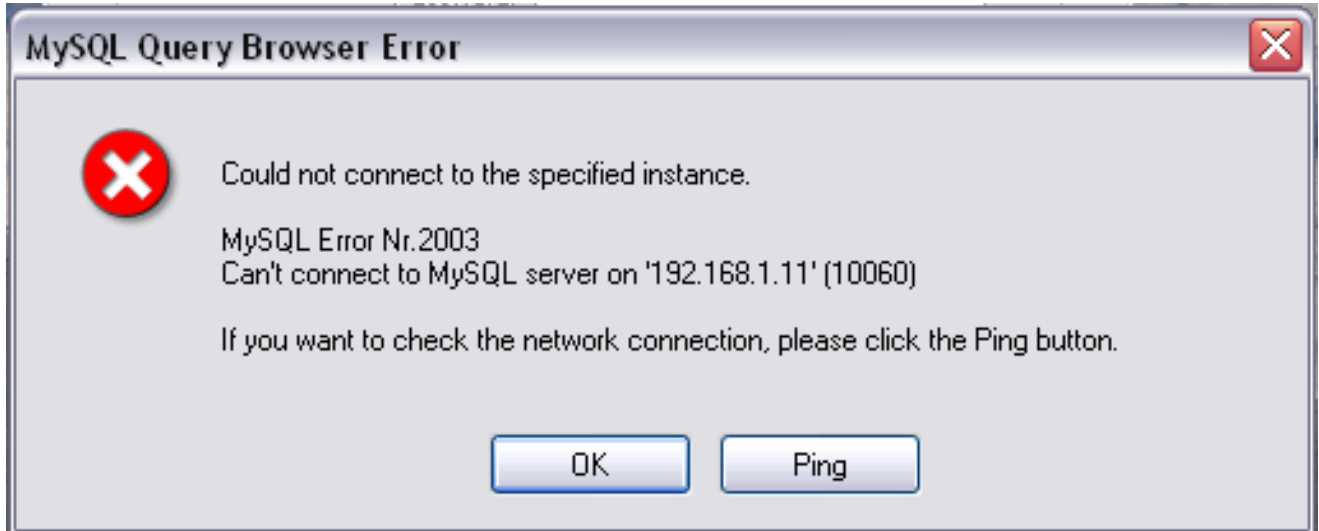 MySQL Query Browser Error
Could not connect to the specified instance.
MySQL Error Nr.2003
Can't connect to MySQL server on '192.168.1.11' (10060)
If you want to check the network connection, please click the Ping button.
OK
Ping